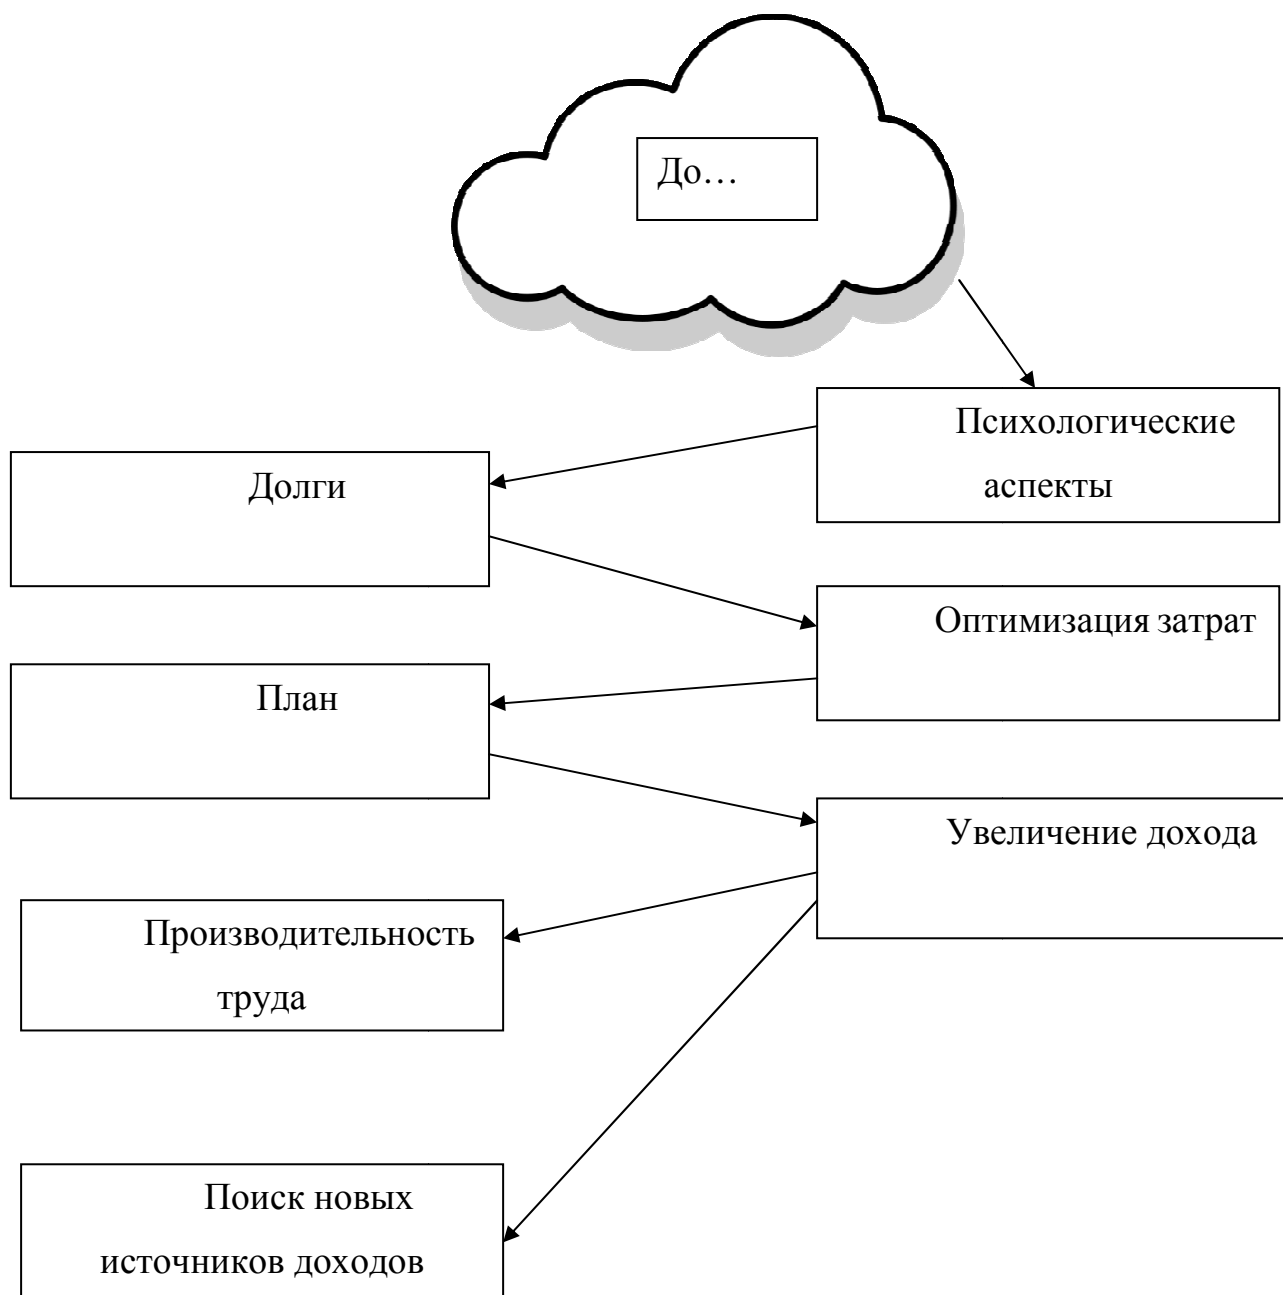 До…
Психологические
аспекты
Долги
Оптимизация затрат
План
Увеличение дохода
Производительность
труда
Поиск новых
источников доходов